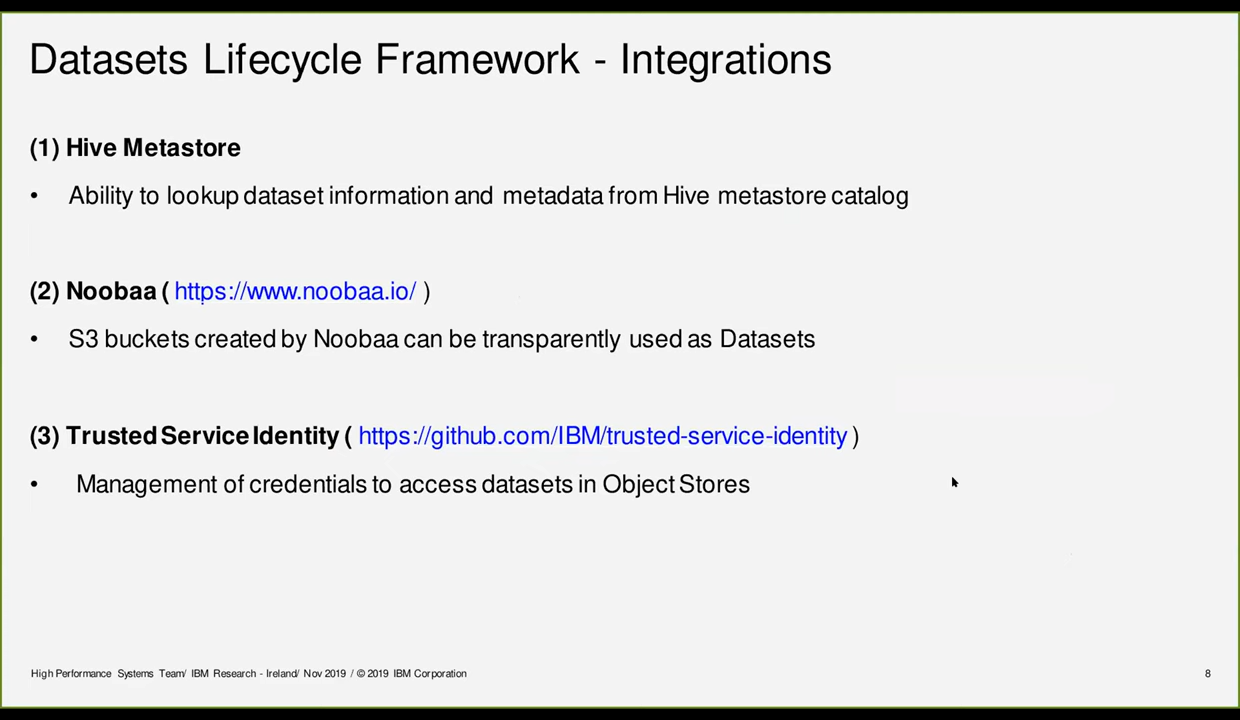 Datasets Lifecycle Framework - Integrations
(1) Hive Metastore
• Ability to lookup dataset information and metadata from Hive metastore catalog
(2) Noobaa ( https://www.noobaa.io/ )
• S3 buckets created by Noobaa can be transparently used as Datasets
(3) Trusted Service Identity ( https://github.com/IBM/trusted-service-identity )
• Management of credentials to access datasets in Object Stores
High Performance Systems Team/ IBM Research - Ireland/ Nov 2019 / © 2019 IBM Corporation
8